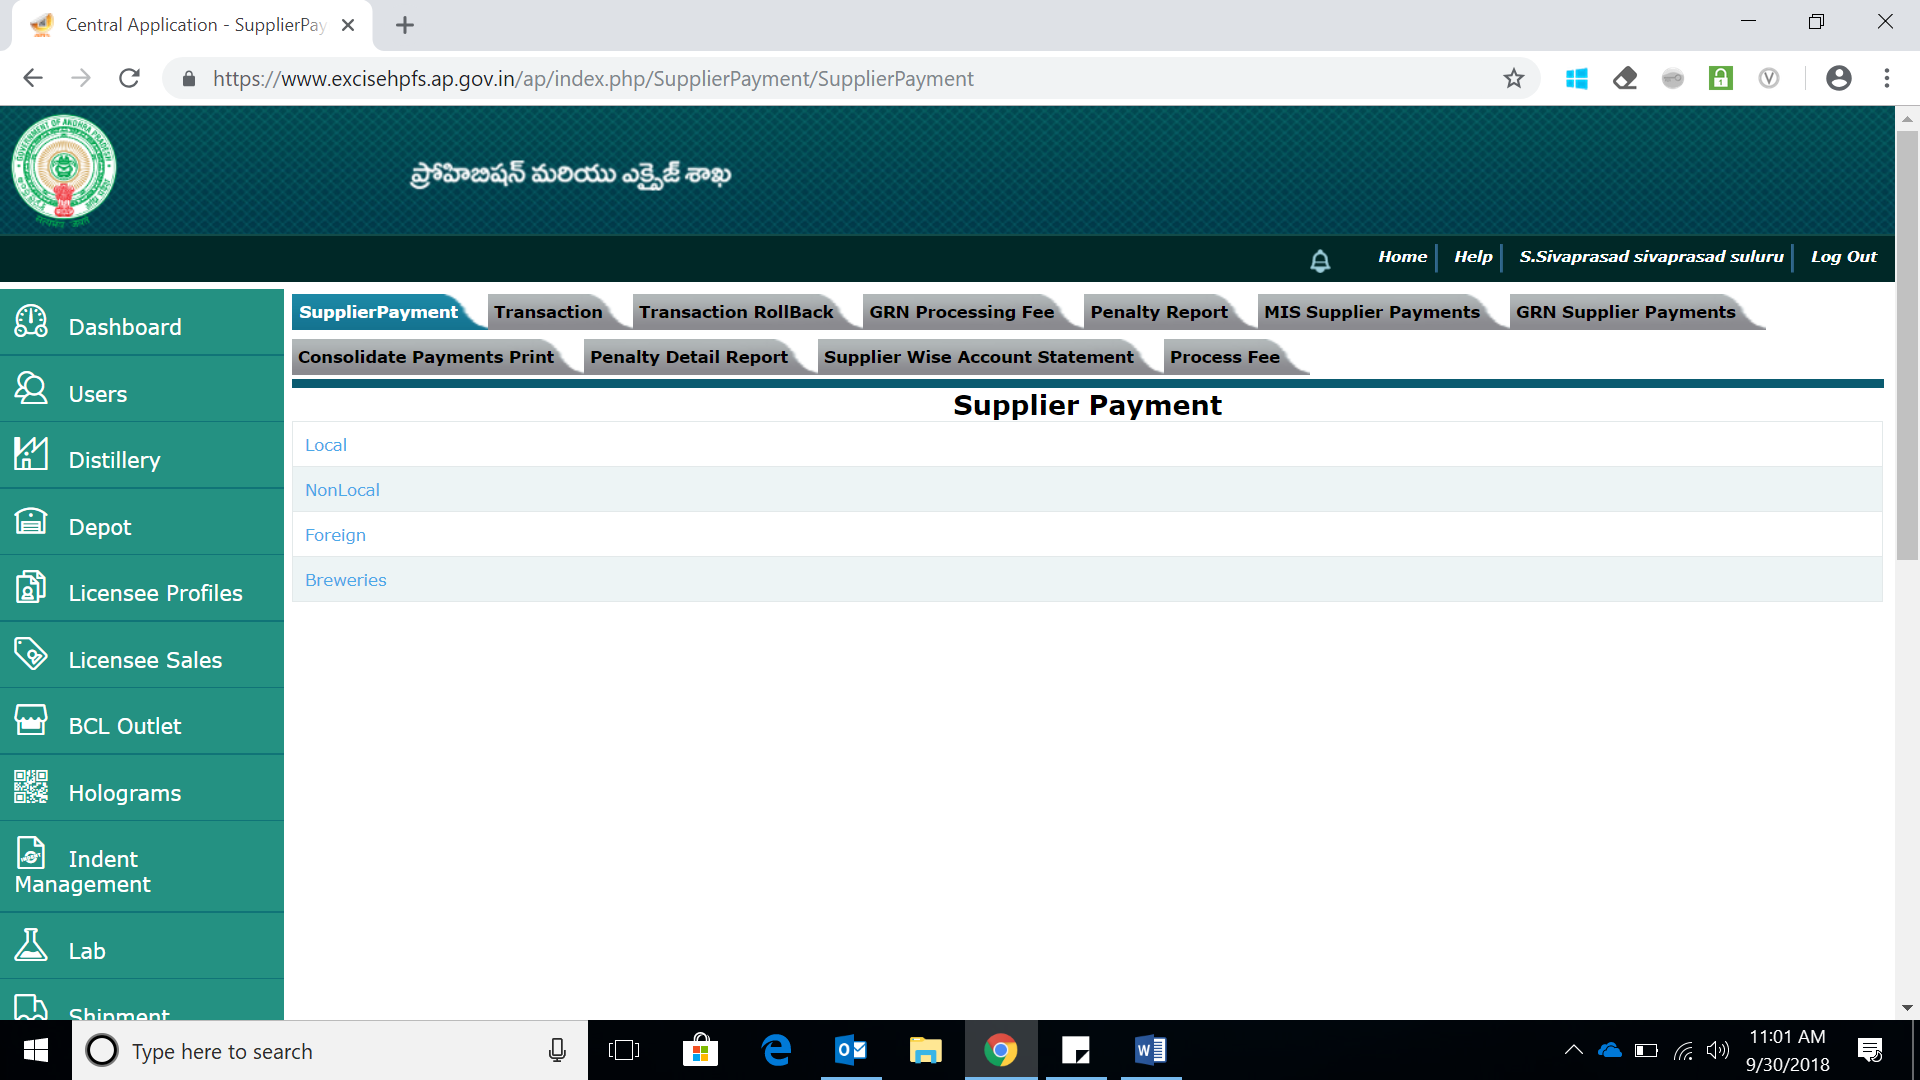 Central Application - SupplierPay
https://www.excisehpfs.ap.gov.in/ap/index.php/SupplierPayment/SupplierPayment
ప్రోహిబిషన్ మరియు ఎక్సైజ్ శాఖ
Home Help S.Sivaprasad sivaprasad suluru Log Out
SupplierPayment Transaction Transaction RollBack GRN Processing Fee Penalty Report MIS Supplier Payments GRN Supplier Payments
Consolidate Payments Print Penalty Detail Report Supplier Wise Account Statement Process Fee
Supplier Payment
Local
NonLocal
Foreign
Breweries
Dashboard
Users
Distillery
Depot
Licensee Profiles
Licensee Sales
BCL Outlet
Holograms
Indent
Management
Lab
Shipment
Type here to search
11:01 AM
9/30/2018